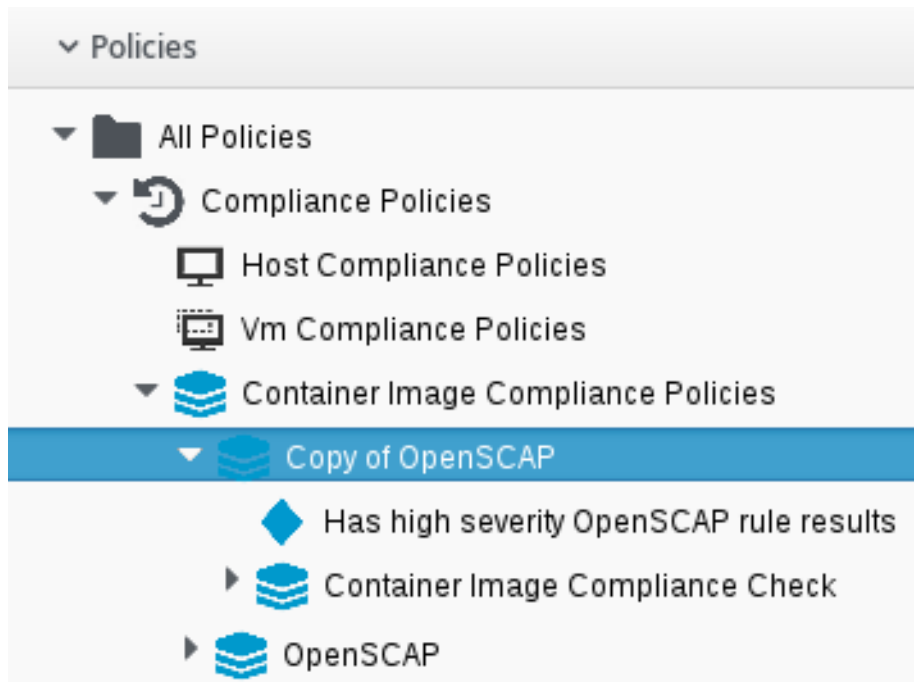 Policies
All Policies
Compliance Policies
Host Compliance Policies
Vm Compliance Policies
Container Image Compliance Policies
Copy of OpenSCAP
Has high severity OpenSCAP rule results
Container Image Compliance Check
OpenSCAP